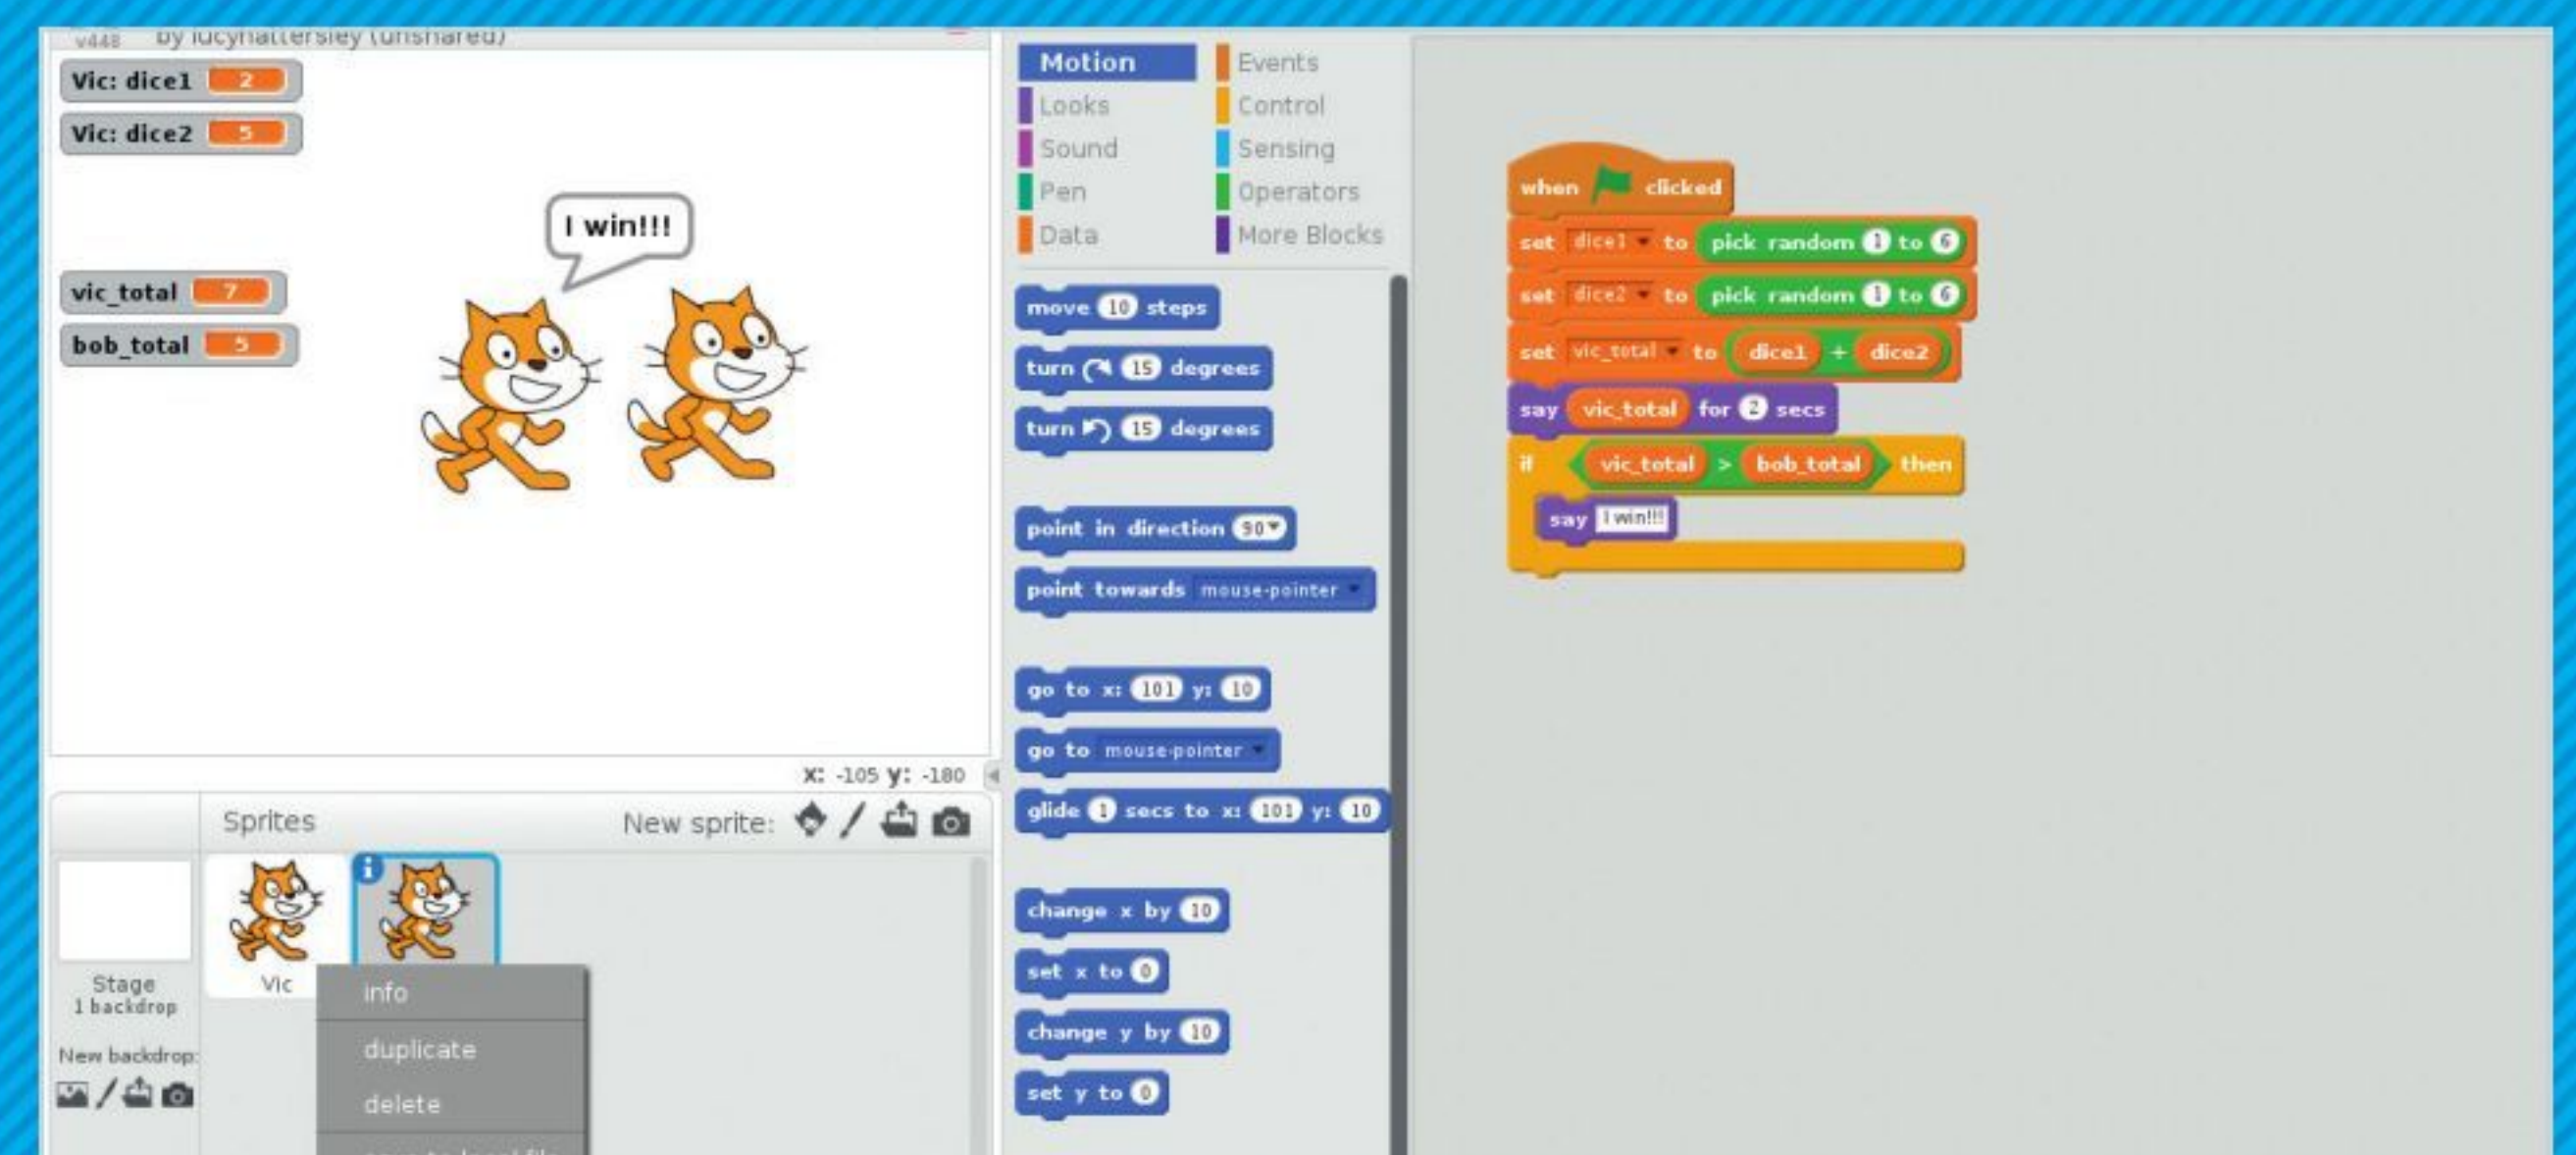 v448 by lucyhattersley (unshared)
Vic: dice1 2
Vic: dice2 5
vic_total 7
bob_total 5
I win!!!
x: -105 y: -180
Sprites
New sprite:
Stage
1 backdrop
New backdrop:
Vic
info
duplicate
delete
Motion
Looks
Sound
Pen
Data
Events
Control
Sensing
Operators
More Blocks
move 10 steps
turn 15 degrees
turn 15 degrees
point in direction 90
point towards mouse-pointer
go to x: 101 y: 10
go to mouse-pointer
glide 1 secs to x: 101 y: 10
change x by 10
set x to 0
change y by 10
set y to 0
when clicked
set dice1 to pick random 1 to 6
set dice2 to pick random 1 to 6
set vic_total to dice1 + dice2
say vic_total for 2 secs
if vic_total > bob_total then
say I win!!!